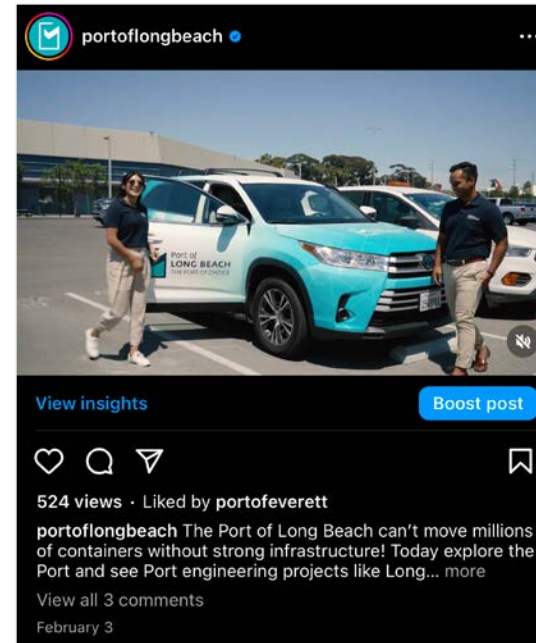 portoflongbeach
Port of
LONG BEACH
THE PORT OF CHOICE
View insights
Boost post
524 views · Liked by portofeverett
portoflongbeach The Port of Long Beach can’t move millions
of containers without strong infrastructure! Today explore the
Port and see Port engineering projects like Long... more
View all 3 comments
February 3